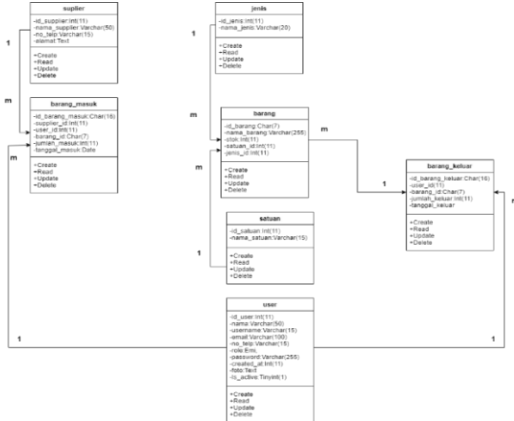 suplier
-id_supplier:Int(11)
-nama_supplier:Varchar(50)
-no_telp:Varchar(15)
-alamat:Text
+Create
+Read
+Update
+Delete
jenis
-id_jenis:Int(11)
-nama_jenis:Varchar(20)
+Create
+Read
+Update
+Delete
1
1
m
m
barang_masuk
-id_barang_masuk:Char(16)
-supplier_id:Int(11)
-user_id:Int(11)
-barang_id:Char(7)
-jumlah_masuk:Int(11)
-tanggal_masuk:Date
+Create
+Read
+Update
+Delete
m
barang
-id_barang:Char(7)
-nama_barang:Varchar(255)
-stok:Int(11)
-satuan_id:Int(11)
-jenis_id:Int(11)
+Create
+Read
+Update
+Delete
m
m
1
barang_keluar
-id_barang_keluar:Char(16)
-user_id:(11)
-barang_id:Char(7)
-jumlah_keluar:Int(11)
-tanggal_keluar
+Create
+Read
+Update
+Delete
satuan
-id_satuan:Int(11)
-nama_satuan:Varchar(15)
+Create
+Read
+Update
+Delete
1
user
-id_user:Int(11)
-nama:Varchar(50)
-username:Varchar(15)
-email:Varchar(100)
-no_telp:Varchar(15)
-password:Varchar(255)
-created_at:Int(11)
-foto:Text
-is_active:Tinyint(1)
+Create
+Read
+Update
+Delete
1
1